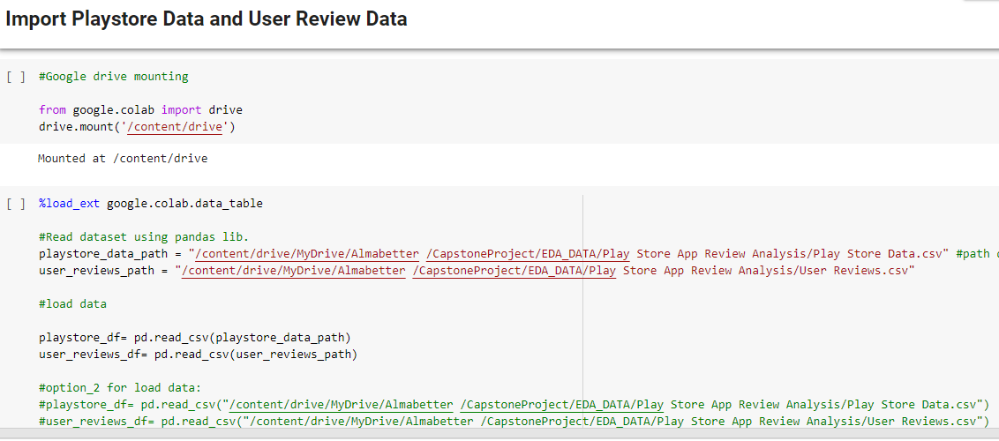 Import Playstore Data and User Review Data
[ ] #Google drive mounting
from google.colab import drive
drive.mount('/content/drive')
Mounted at /content/drive
[ ] %load_ext google.colab.data_table
#Read dataset using pandas lib.
playstore_data_path = "/content/drive/MyDrive/Almabetter /CapstoneProject/EDA_DATA/Play Store App Review Analysis/Play Store Data.csv" #path
user_reviews_path = "/content/drive/MyDrive/Almabetter /CapstoneProject/EDA_DATA/Play Store App Review Analysis/User Reviews.csv"
#load data
playstore_df= pd.read_csv(playstore_data_path)
user_reviews_df= pd.read_csv(user_reviews_path)
#option_2 for load data:
#playstore_df= pd.read_csv("/content/drive/MyDrive/Almabetter /CapstoneProject/EDA_DATA/Play Store App Review Analysis/Play Store Data.csv")
#user_reviews_df= pd.read_csv("/content/drive/MyDrive/Almabetter /CapstoneProject/EDA_DATA/Play Store App Review Analysis/User Reviews.csv")